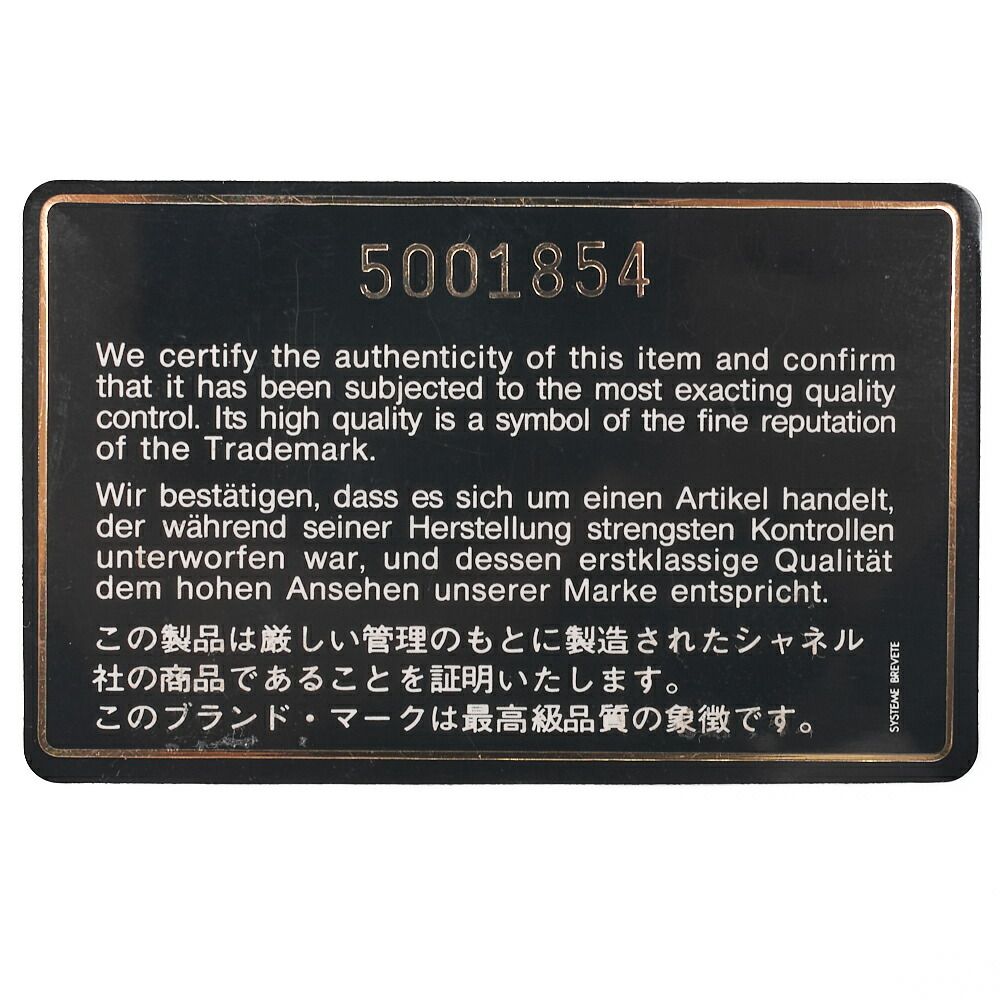 5001854
We certify the authenticity of this item and confirm
that it has been subjected to the most exacting quality
control. Its high quality is a symbol of the fine reputation
of the Trademark.
Wir bestätigen, dass es sich um einen Artikel handelt,
der während seiner Herstellung strengsten Kontrollen
unterworfen war, und dessen erstklassige Qualität
dem hohen Ansehen unserer Marke entspricht.
この製品は厳しい管理のもとに製造されたシャネル
社の商品であることを証明いたします。
このブランド・マークは最高級品質の象徴です。
SYSTEME BREVETE